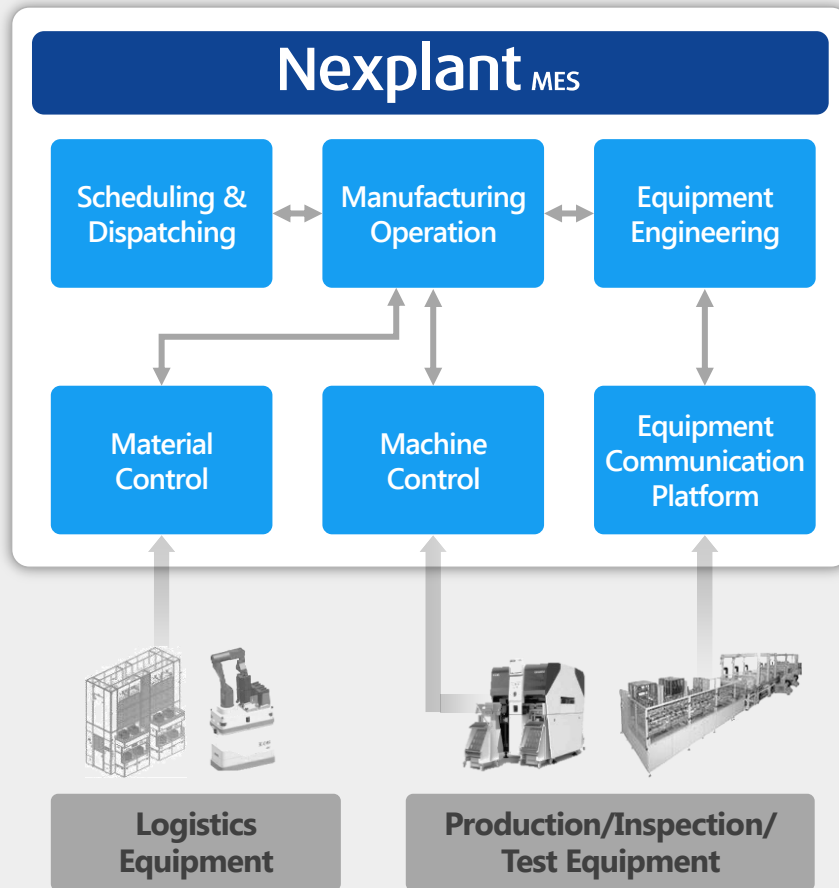 Nexplant MES
Scheduling &
Dispatching
Manufacturing
Operation
Equipment
Engineering
Material
Control
Machine
Control
Equipment
Communication
Platform
Logistics
Equipment
Production/Inspection/
Test Equipment